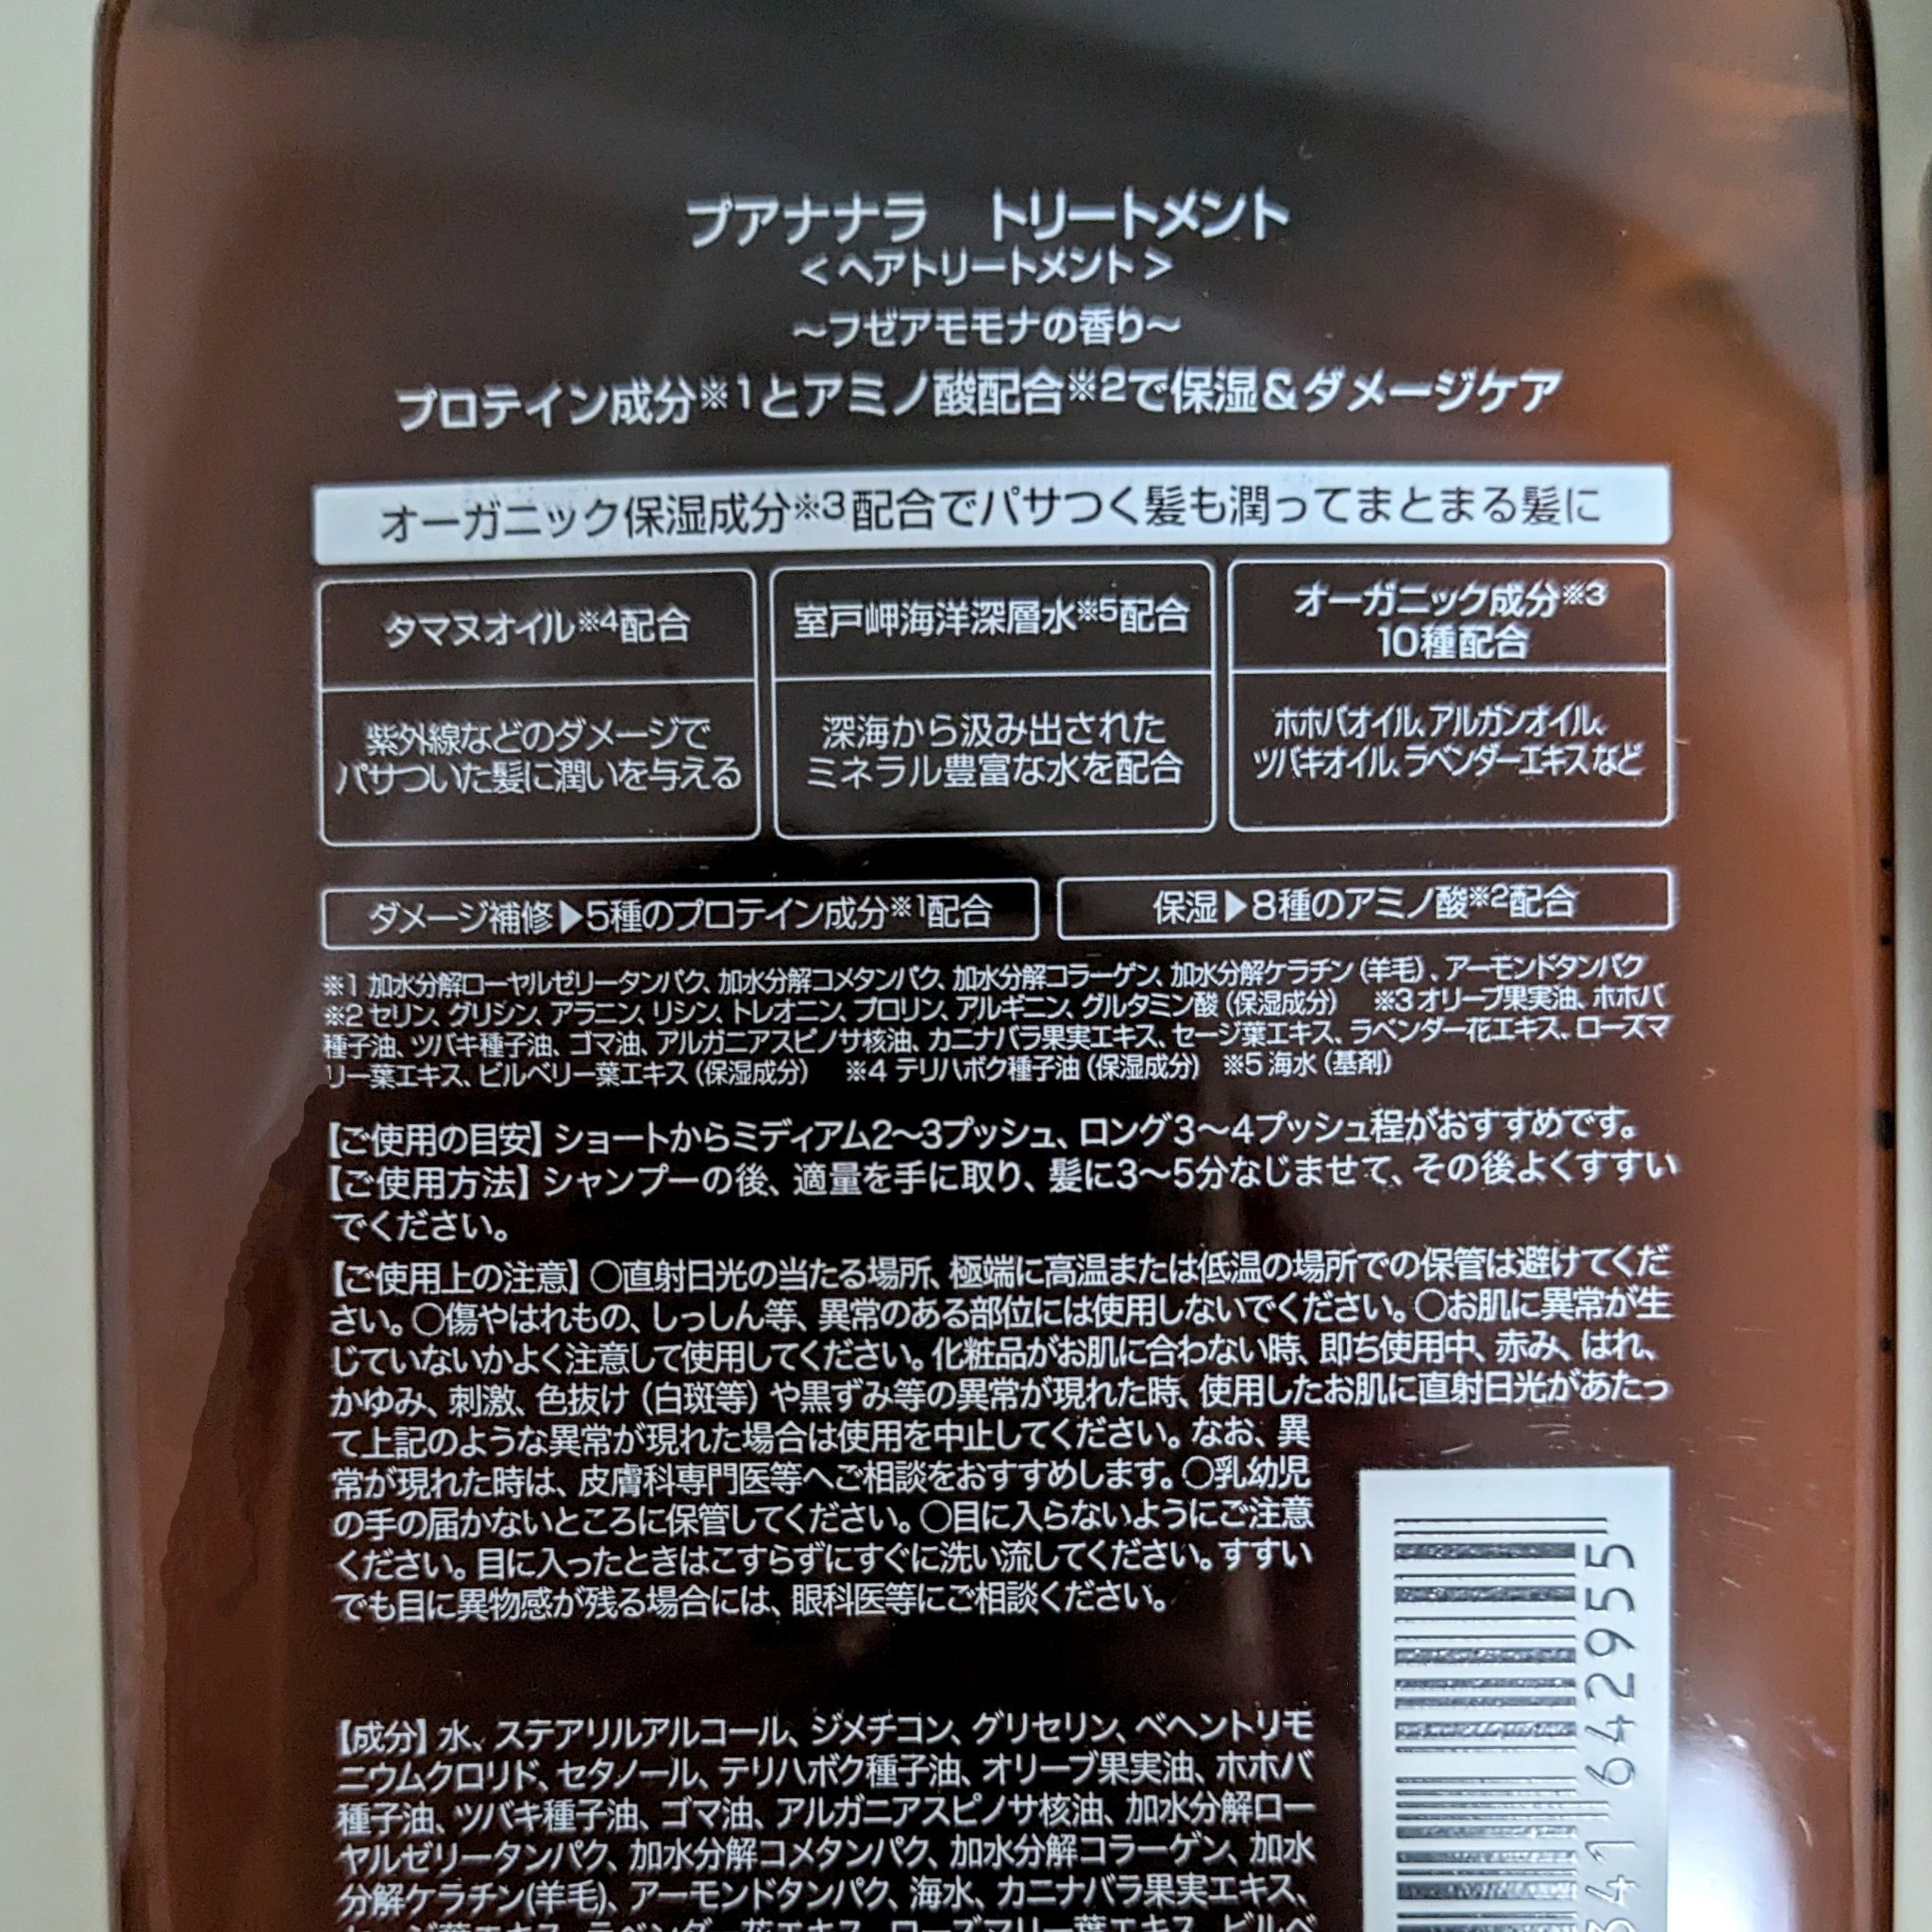 プアナナラ　トリートメント
＜ヘアトリートメント＞
〜フゼアモモナの香り〜
プロテイン成分※1とアミノ酸配合※2で保湿＆ダメージケア
オーガニック保湿成分※3配合でパサつく髪も潤ってまとまる髪に
タマヌオイル※4配合
紫外線などのダメージで
パサついた髪に潤いを与える
室戸岬海洋深層水※5配合
深海から汲み出された
ミネラル豊富な水を配合
オーガニック成分※3
10種配合
ホホバオイル、アルガンオイル、
ツバキオイル、ラベンダーエキスなど
ダメージ補修▶5種のプロテイン成分※1配合
保湿▶8種のアミノ酸※2配合
※1 加水分解ローヤルゼリータンパク、加水分解コメタンパク、加水分解コラーゲン、加水分解ケラチン（羊毛）、アーモンドタンパク
※2 セリン、グリシン、アラニン、リシン、トレオニン、プロリン、アルギニン、グルタミン酸（保湿成分）　※3 オリーブ果実油、ホホバ
種子油、ツバキ種子油、ゴマ油、アルガニアスピノサ核油、カニナバラ果実エキス、セージ葉エキス、ラベンダー花エキス、ローズマ
リー葉エキス、ビルベリー葉エキス（保湿成分）　※4 テリハボク種子油（保湿成分）　※5 海水（基剤）
【ご使用の目安】ショートからミディアム2〜3プッシュ、ロング3〜4プッシュ程がおすすめです。
【ご使用方法】シャンプーの後、適量を手に取り、髪に3〜5分なじませて、その後よくすすい
でください。
【ご使用上の注意】〇直射日光の当たる場所、極端に高温または低温の場所での保管は避けてくだ
さい。〇傷やはれもの、しっしん等、異常のある部位には使用しないでください。〇お肌に異常が生
じていないかよく注意して使用してください。化粧品がお肌に合わない時、即ち使用中、赤み、はれ、
かゆみ、刺激、色抜け（白斑等）や黒ずみ等の異常が現れた時、使用したお肌に直射日光があたっ
て上記のような異常が現れた場合は使用を中止してください。なお、異
常が現れた時は、皮膚科専門医等へご相談をおすすめします。〇乳幼児
の手の届かないところに保管してください。〇目に入らないようにご注意
ください。目に入ったときはこすらずにすぐに洗い流してください。すすい
でも目に異物感が残る場合には、眼科医等にご相談ください。
【成分】水、ステアリルアルコール、ジメチコン、グリセリン、ベヘントリモ
ニウムクロリド、セタノール、テリハボク種子油、オリーブ果実油、ホホバ
種子油、ツバキ種子油、ゴマ油、アルガニアスピノサ核油、加水分解ロー
ヤルゼリータンパク、加水分解コメタンパク、加水分解コラーゲン、加水
分解ケラチン(羊毛)、アーモンドタンパク、海水、カニナバラ果実エキス、
セージ葉エキス、ラベンダー花エキス、ローズマリー葉エキス、ビルベ
341 642955